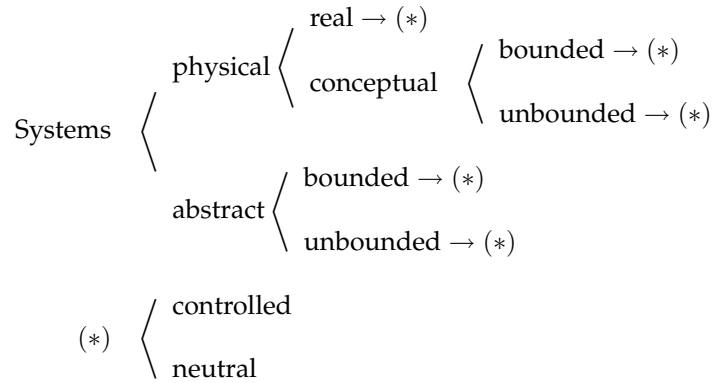 real → (∗)
physical
bounded → (∗)
conceptual
unbounded → (∗)
Systems
bounded → (∗)
abstract
unbounded → (∗)
controlled
(∗)
neutral